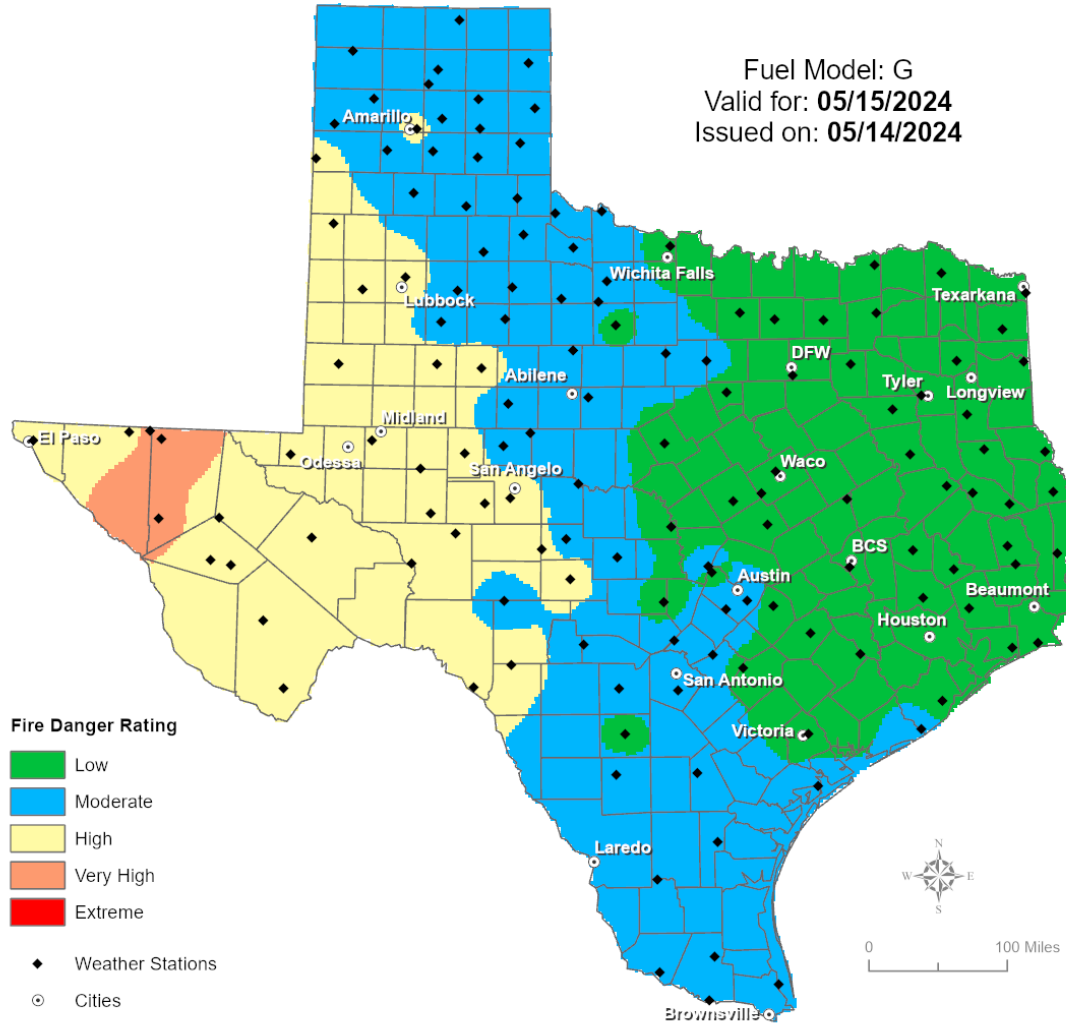 Fuel Model: G
Valid for: 05/15/2024
Issued on: 05/14/2024
Amarillo
Wichita Falls
Lubbock
Texarkana
DFW
Abilene
Tyler
Longview
Midland
El Paso
Odessa
San Angelo
Waco
BCS
Austin
Beaumont
Houston
San Antonio
Victoria
Laredo
Brownsville
Fire Danger Rating
Low
Moderate
High
Very High
Extreme
Weather Stations
Cities
N
W
E
S
0
100 Miles